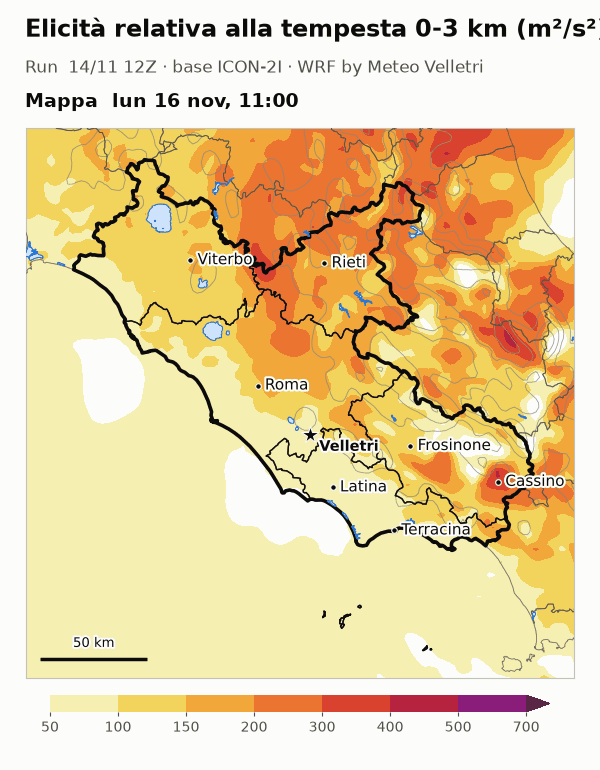 Elicità relativa alla tempesta 0-3 km (m²/s²)
Run 14/11 12Z · base ICON-2I · WRF by Meteo Velletri
Mappa lun 16 nov, 11:00
Viterbo
Rieti
Roma
Velletri
Frosinone
Cassino
Latina
Terracina
50 km
50 100 150 200 300 400 500 700